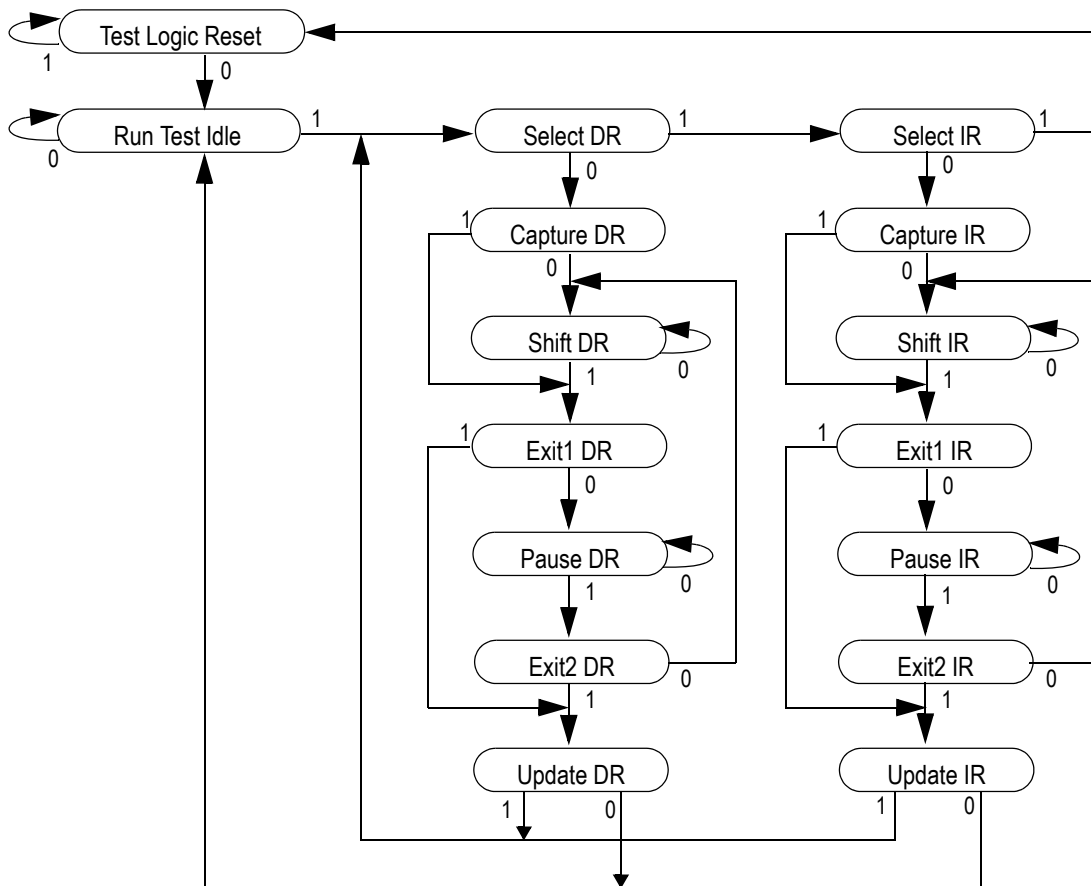 Test Logic Reset
1
0
Run Test Idle
1
Select DR
1
Select IR
1
0
0
0
1
Capture DR
1
Capture IR
0
0
Shift DR
Shift IR
1
0
1
0
1
Exit1 DR
1
Exit1 IR
0
0
Pause DR
Pause IR
1
0
1
0
Exit2 DR
Exit2 IR
0
0
1
1
Update DR
Update IR
1
0
1
0